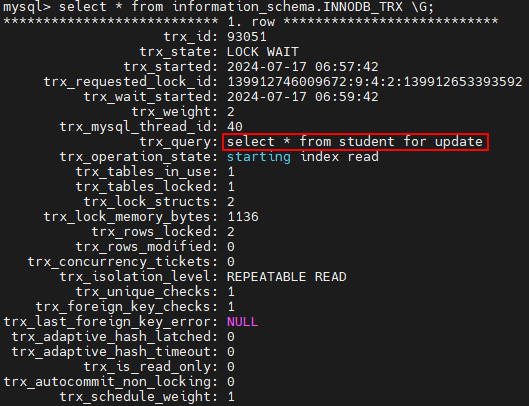 mysql> select * from information_schema.INNODB_TRX \G;
*************************** 1. row ***************************
trx_id: 93051
trx_state: LOCK WAIT
trx_started: 2024-07-17 06:57:42
trx_requested_lock_id: 139912746009672:9:4:2:139912653393592
trx_wait_started: 2024-07-17 06:59:42
trx_weight: 2
trx_mysql_thread_id: 40
trx_query: select * from student for update
trx_operation_state: starting index read
trx_tables_in_use: 1
trx_tables_locked: 1
trx_lock_structs: 2
trx_lock_memory_bytes: 1136
trx_rows_locked: 2
trx_rows_modified: 0
trx_concurrency_tickets: 0
trx_isolation_level: REPEATABLE READ
trx_unique_checks: 1
trx_foreign_key_checks: 1
trx_last_foreign_key_error: NULL
trx_adaptive_hash_latched: 0
trx_adaptive_hash_timeout: 0
trx_is_read_only: 0
trx_autocommit_non_locking: 0
trx_schedule_weight: 1